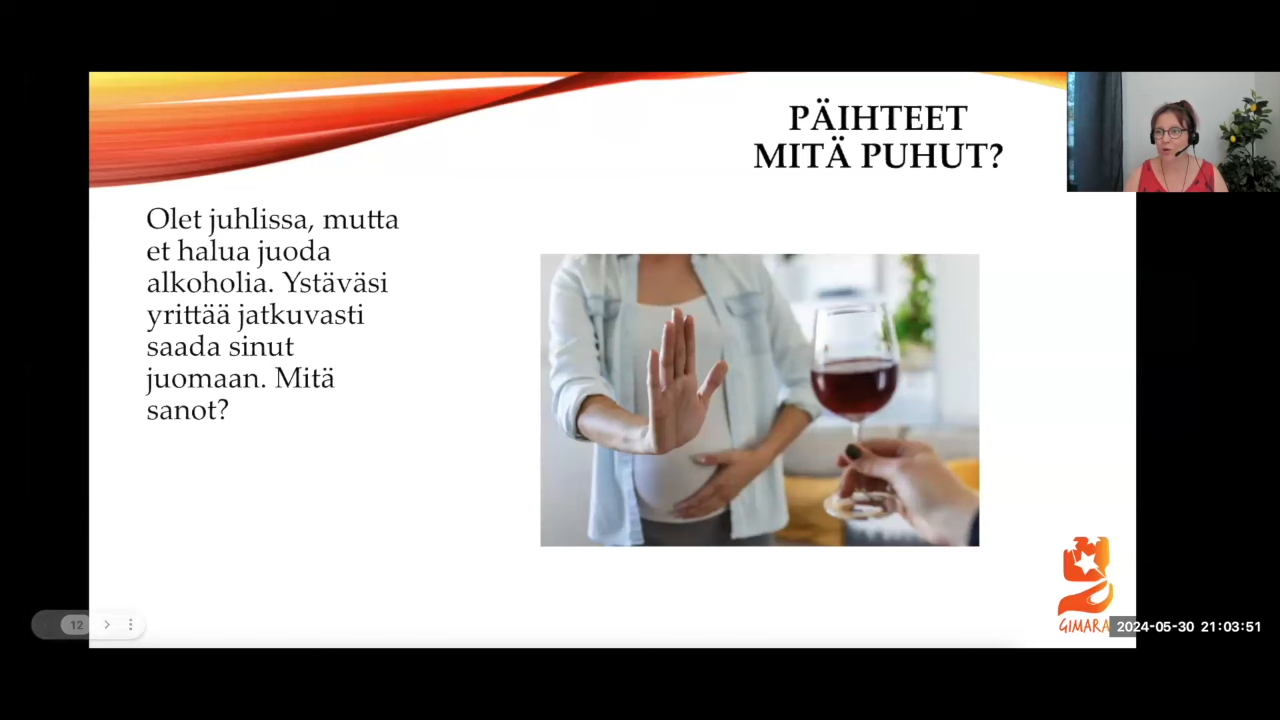 PÄIHTEET
MITÄ PUHUT?
Olet juhlissa, mutta
et halua juoda
alkoholia. Ystäväsi
yrittää jatkuvasti
saada sinut
juomaan. Mitä
sanot?
GIMARA
12
2024-05-30 21:03:51